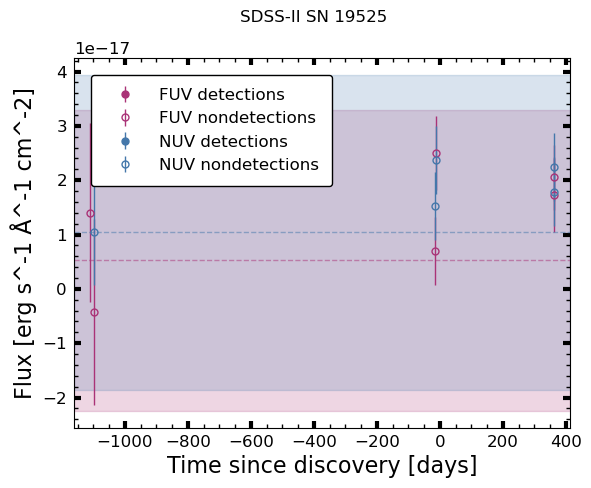 SDSS-II SN 19525
1e−17
FUV detections
FUV nondetections
NUV detections
NUV nondetections
4
3
2
1
0
−1
−2
Flux [erg s^-1 Å^-1 cm^-2]
−1000 −800 −600 −400 −200 0 200 400
Time since discovery [days]